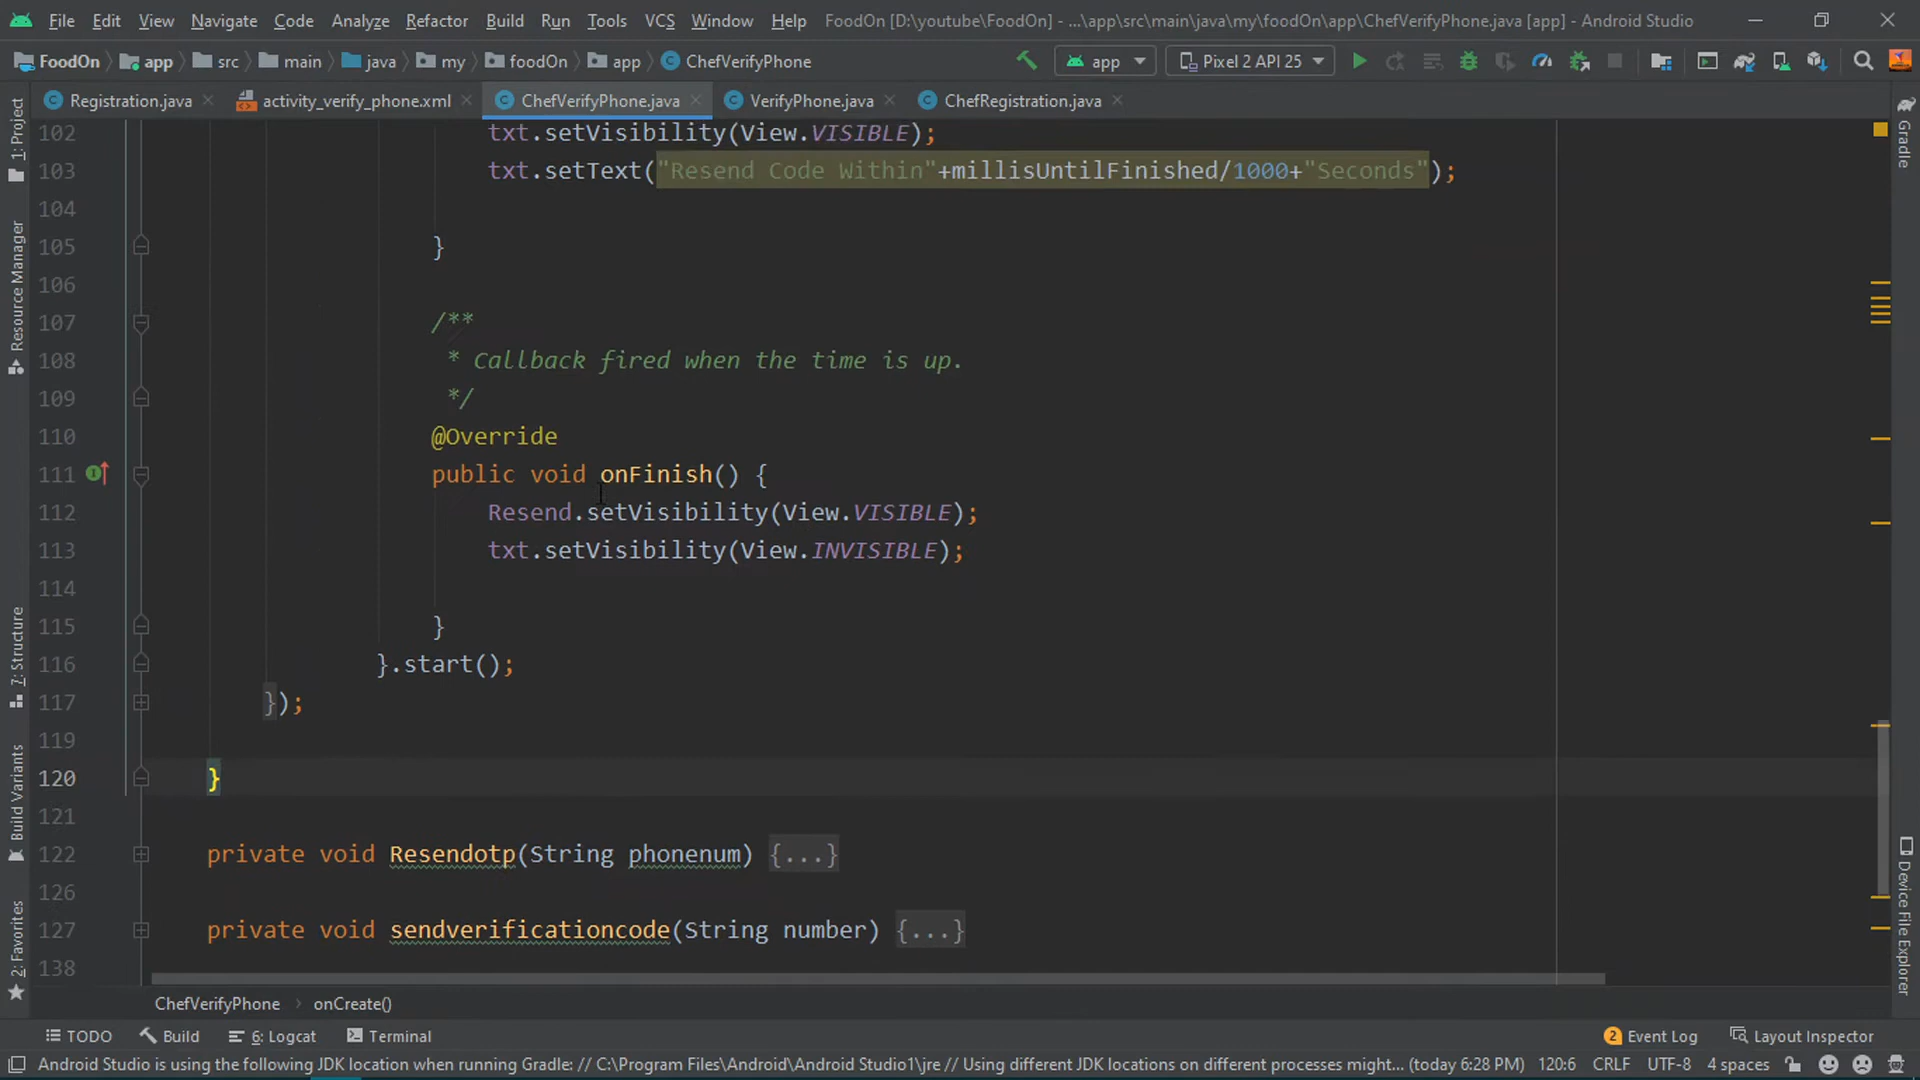 File Edit View Navigate Code Analyze Refactor Build Run Tools VCS Window Help FoodOn [D:\youtube\FoodOn] - ...\app\src\main\java\my\foodOn\app\ChefVerifyPhone.java [app] - Android Studio
FoodOn app src main java my foodOn app ChefVerifyPhone app Pixel 2 API 25
Registration.java activity_verify_phone.xml ChefVerifyPhone.java VerifyPhone.java ChefRegistration.java
1: Project
Resource Manager
7: Structure
Build Variants
2: Favorites
Gradle
Device File Explorer
102 txt.setVisibility(View.VISIBLE);
103 txt.setText("Resend Code Within"+millisUntilFinished/1000+"Seconds");
104
105 }
106
107 /**
108 * Callback fired when the time is up.
109 */
110 @Override
111 public void onFinish() {
112 Resend.setVisibility(View.VISIBLE);
113 txt.setVisibility(View.INVISIBLE);
114
115 }
116 }.start();
117 });
119
120 }
121
122 private void Resendotp(String phonenum) {...}
126
127 private void sendverificationcode(String number) {...}
138
ChefVerifyPhone › onCreate()
TODO Build 6: Logcat Terminal 2 Event Log Layout Inspector
Android Studio is using the following JDK location when running Gradle: // C:\Program Files\Android\Android Studio1\jre // Using different JDK locations on different processes might... (today 6:28 PM) 120:6 CRLF UTF-8 4 spaces